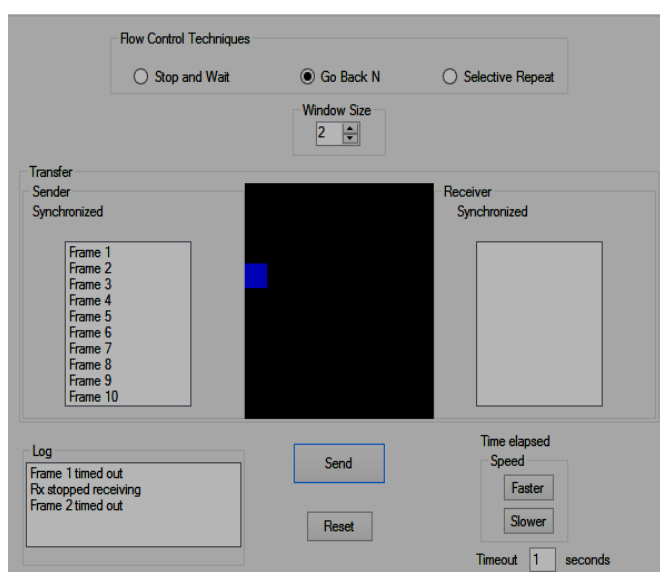 Flow Control Techniques
Stop and Wait Go Back N Selective Repeat
Window Size
2
Transfer
Sender Receiver
Synchronized Synchronized
Frame 1
Frame 2
Frame 3
Frame 4
Frame 5
Frame 6
Frame 7
Frame 8
Frame 9
Frame 10
Log
Frame 1 timed out
Rx stopped receiving
Frame 2 timed out
Send
Reset
Time elapsed
Speed
Faster
Slower
Timeout 1 seconds